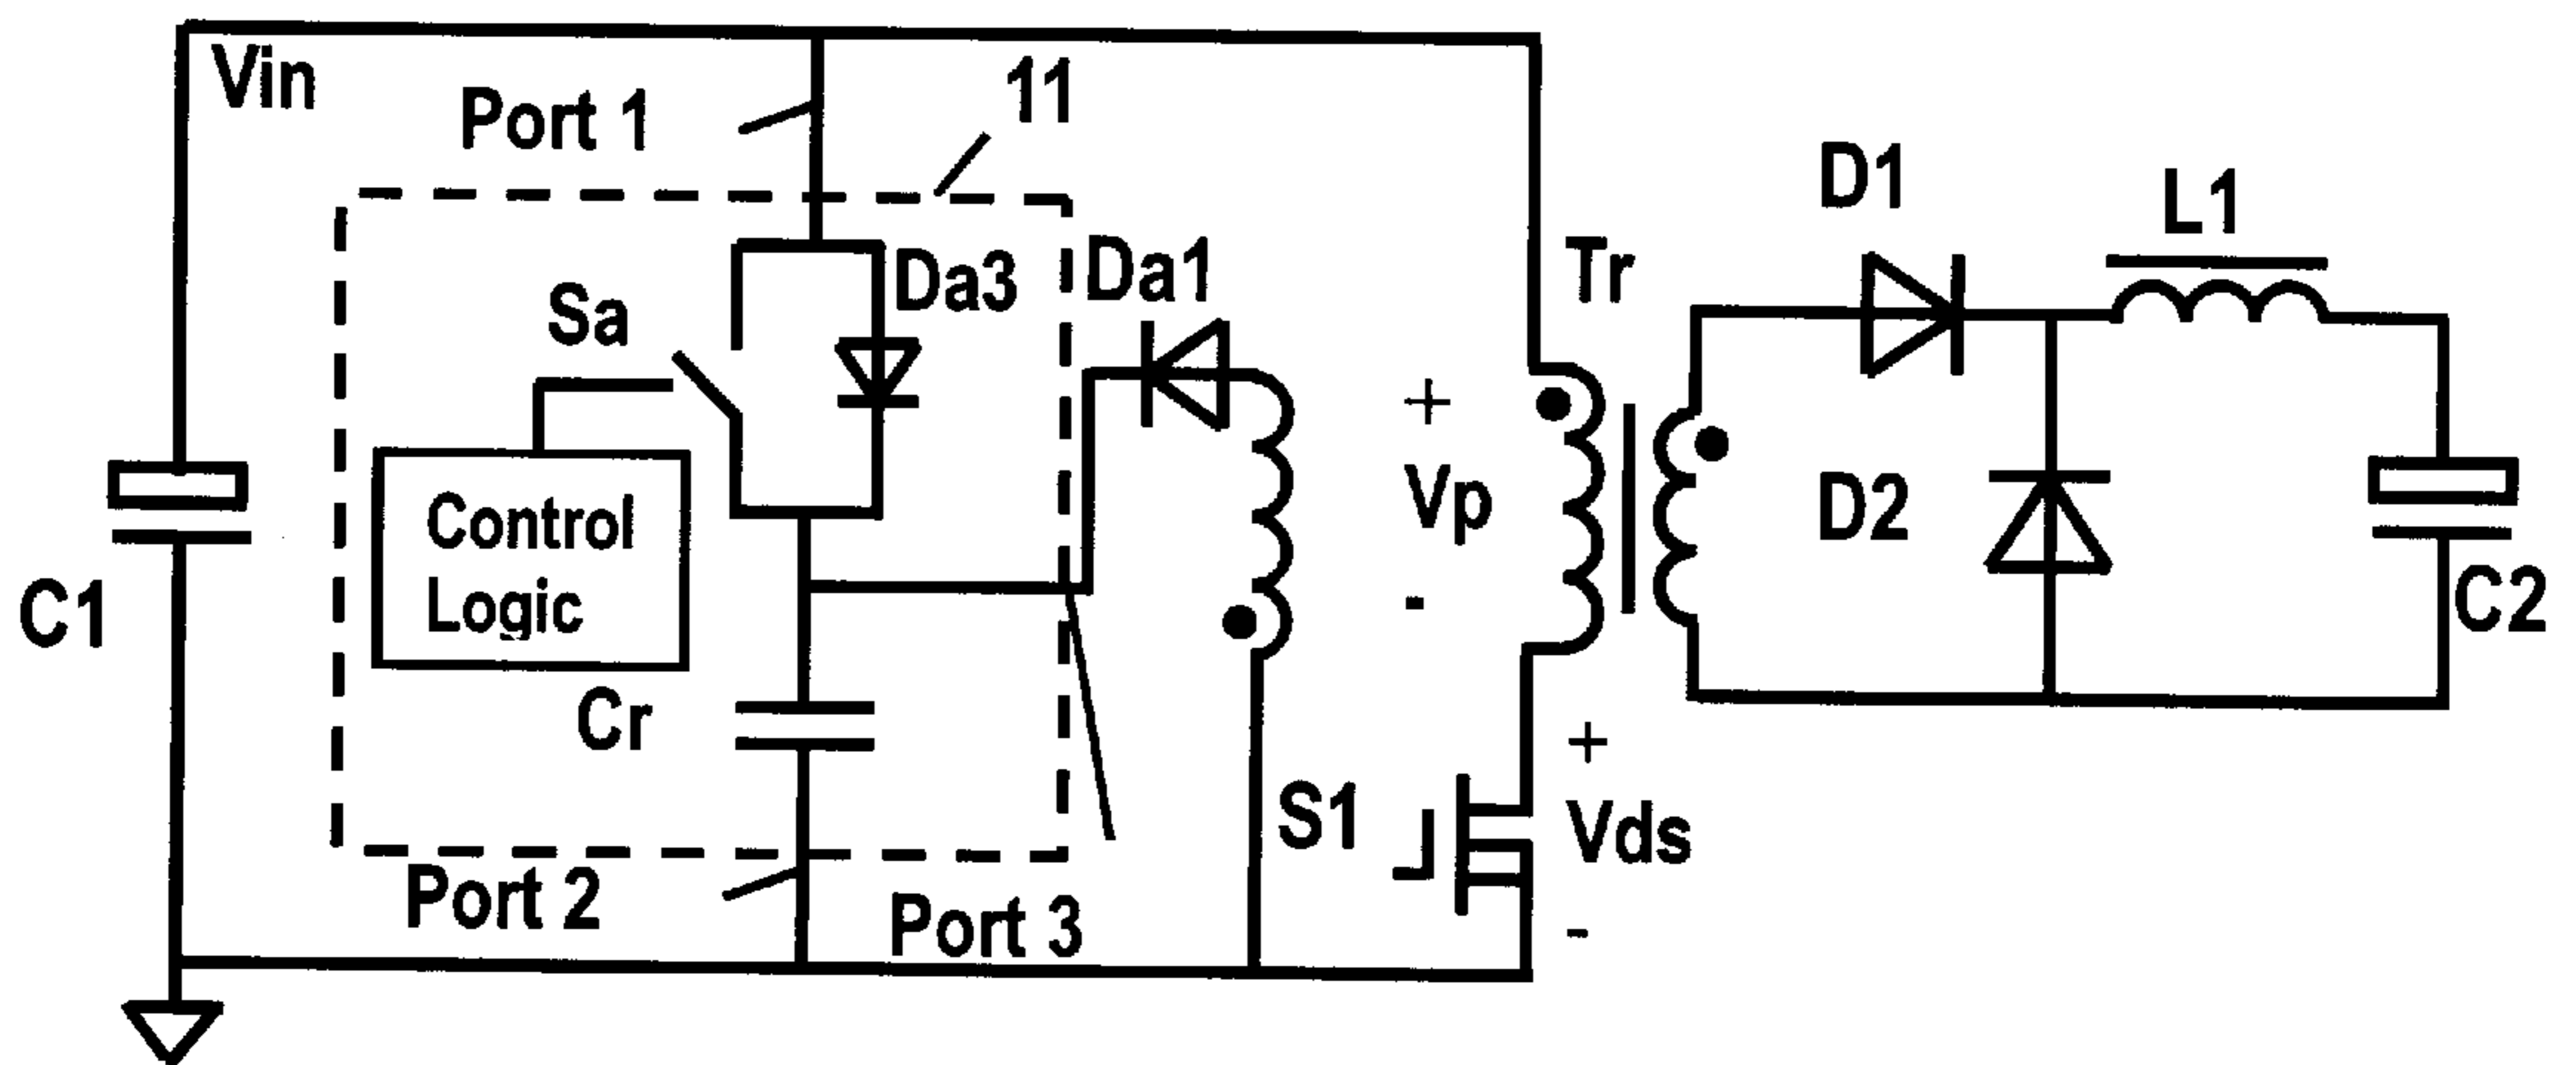 Vin
Port 1
11
Da3
Da1
Sa
Tr
D1
L1
+
Vp
-
Control
Logic
C1
Cr
D2
C2
+
S1
Vds
-
Port 2
Port 3